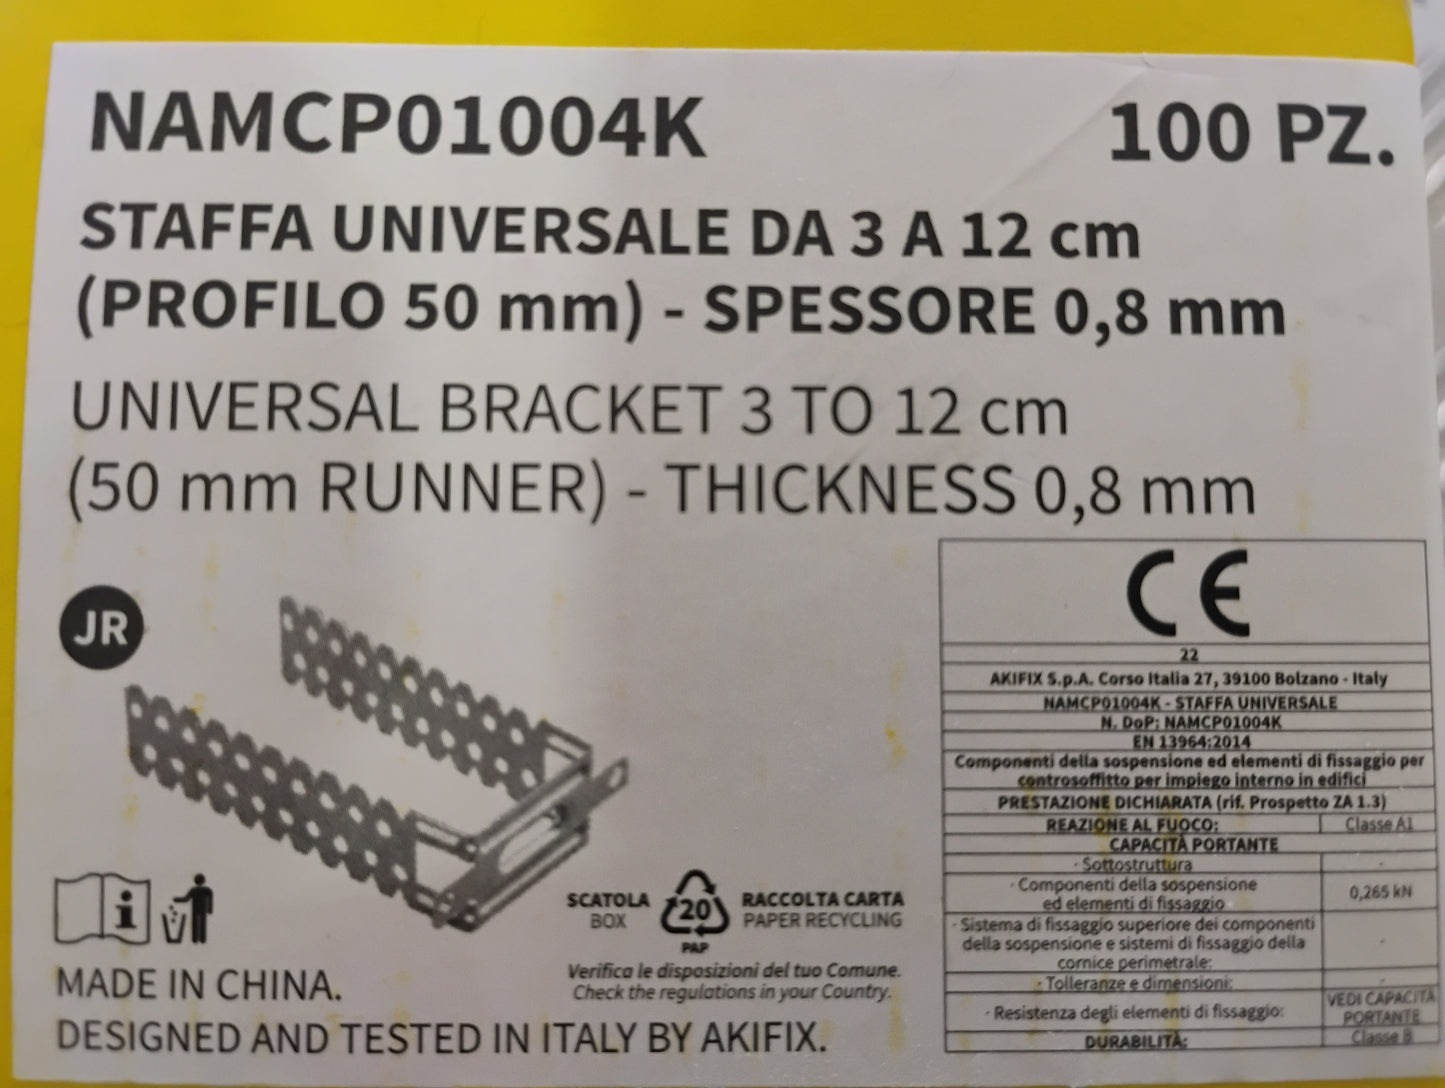 NAMCP01004K 100 PZ.
STAFFA UNIVERSALE DA 3 A 12 cm
(PROFILO 50 mm) - SPESSORE 0,8 mm
UNIVERSAL BRACKET 3 TO 12 cm
(50 mm RUNNER) - THICKNESS 0,8 mm
JR
SCATOLA
BOX
20
PAP
RACCOLTA CARTA
PAPER RECYCLING
Verifica le disposizioni del tuo Comune.
Check the regulations in your Country.
MADE IN CHINA.
DESIGNED AND TESTED IN ITALY BY AKIFIX.
CE
22
AKIFIX S.p.A. Corso Italia 27, 39100 Bolzano - Italy
NAMCP01004K - STAFFA UNIVERSALE
N. DoP: NAMCP01004K
EN 13964:2014
Componenti della sospensione ed elementi di fissaggio per
controsoffitto per impiego interno in edifici
PRESTAZIONE DICHIARATA (rif. Prospetto ZA 1.3)
REAZIONE AL FUOCO: Classe A1
CAPACITÀ PORTANTE
· Sottostruttura -
· Componenti della sospensione
ed elementi di fissaggio 0,265 kN
· Sistema di fissaggio superiore dei componenti
della sospensione e sistemi di fissaggio della
cornice perimetrale: -
· Tolleranze e dimensioni: -
· Resistenza degli elementi di fissaggio: VEDI CAPACITÀ
PORTANTE
DURABILITÀ: Classe B